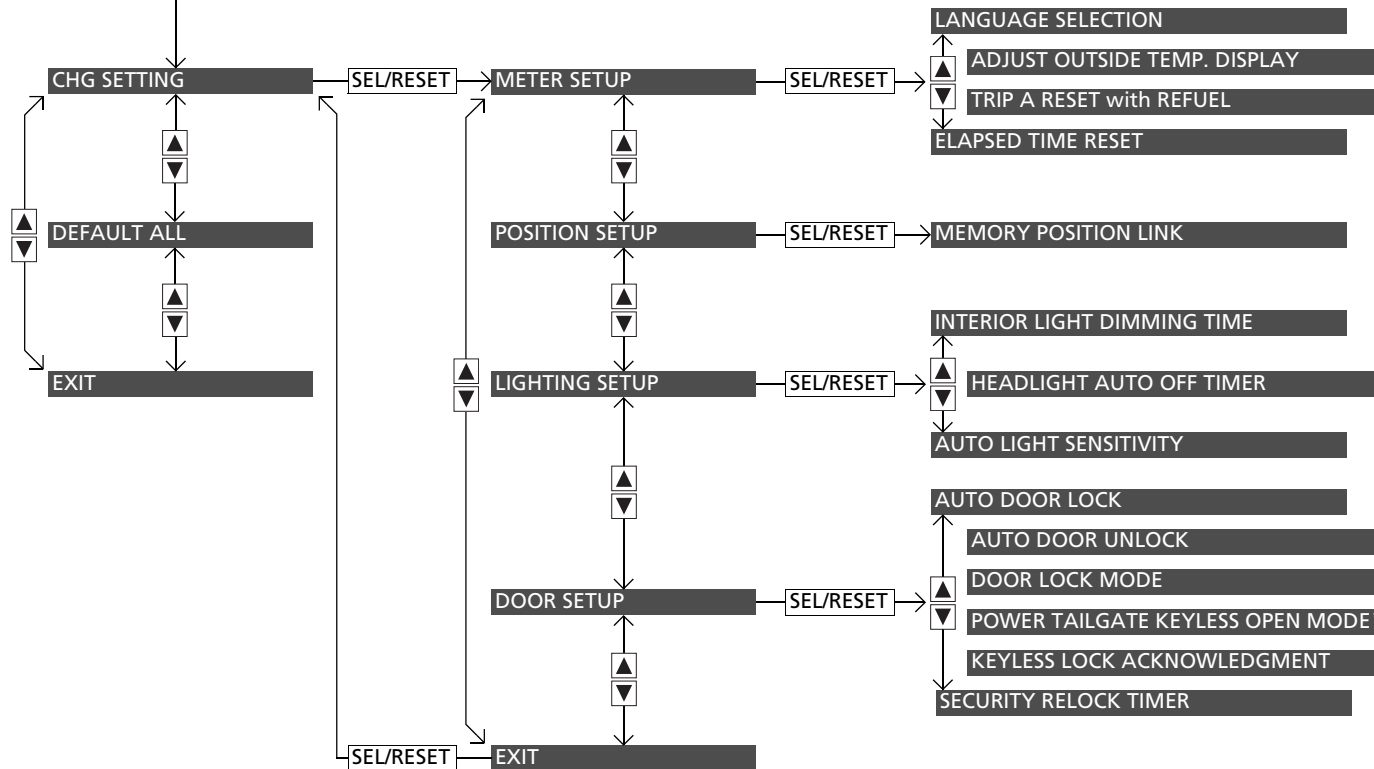 LANGUAGE SELECTION
ADJUST OUTSIDE TEMP. DISPLAY
CHG SETTING
SEL/RESET
METER SETUP
SEL/RESET
TRIP A RESET with REFUEL
ELAPSED TIME RESET
DEFAULT ALL
POSITION SETUP
SEL/RESET
MEMORY POSITION LINK
INTERIOR LIGHT DIMMING TIME
EXIT
LIGHTING SETUP
SEL/RESET
HEADLIGHT AUTO OFF TIMER
AUTO LIGHT SENSITIVITY
AUTO DOOR LOCK
AUTO DOOR UNLOCK
DOOR LOCK MODE
DOOR SETUP
SEL/RESET
POWER TAILGATE KEYLESS OPEN MODE
KEYLESS LOCK ACKNOWLEDGMENT
SECURITY RELOCK TIMER
SEL/RESET
EXIT